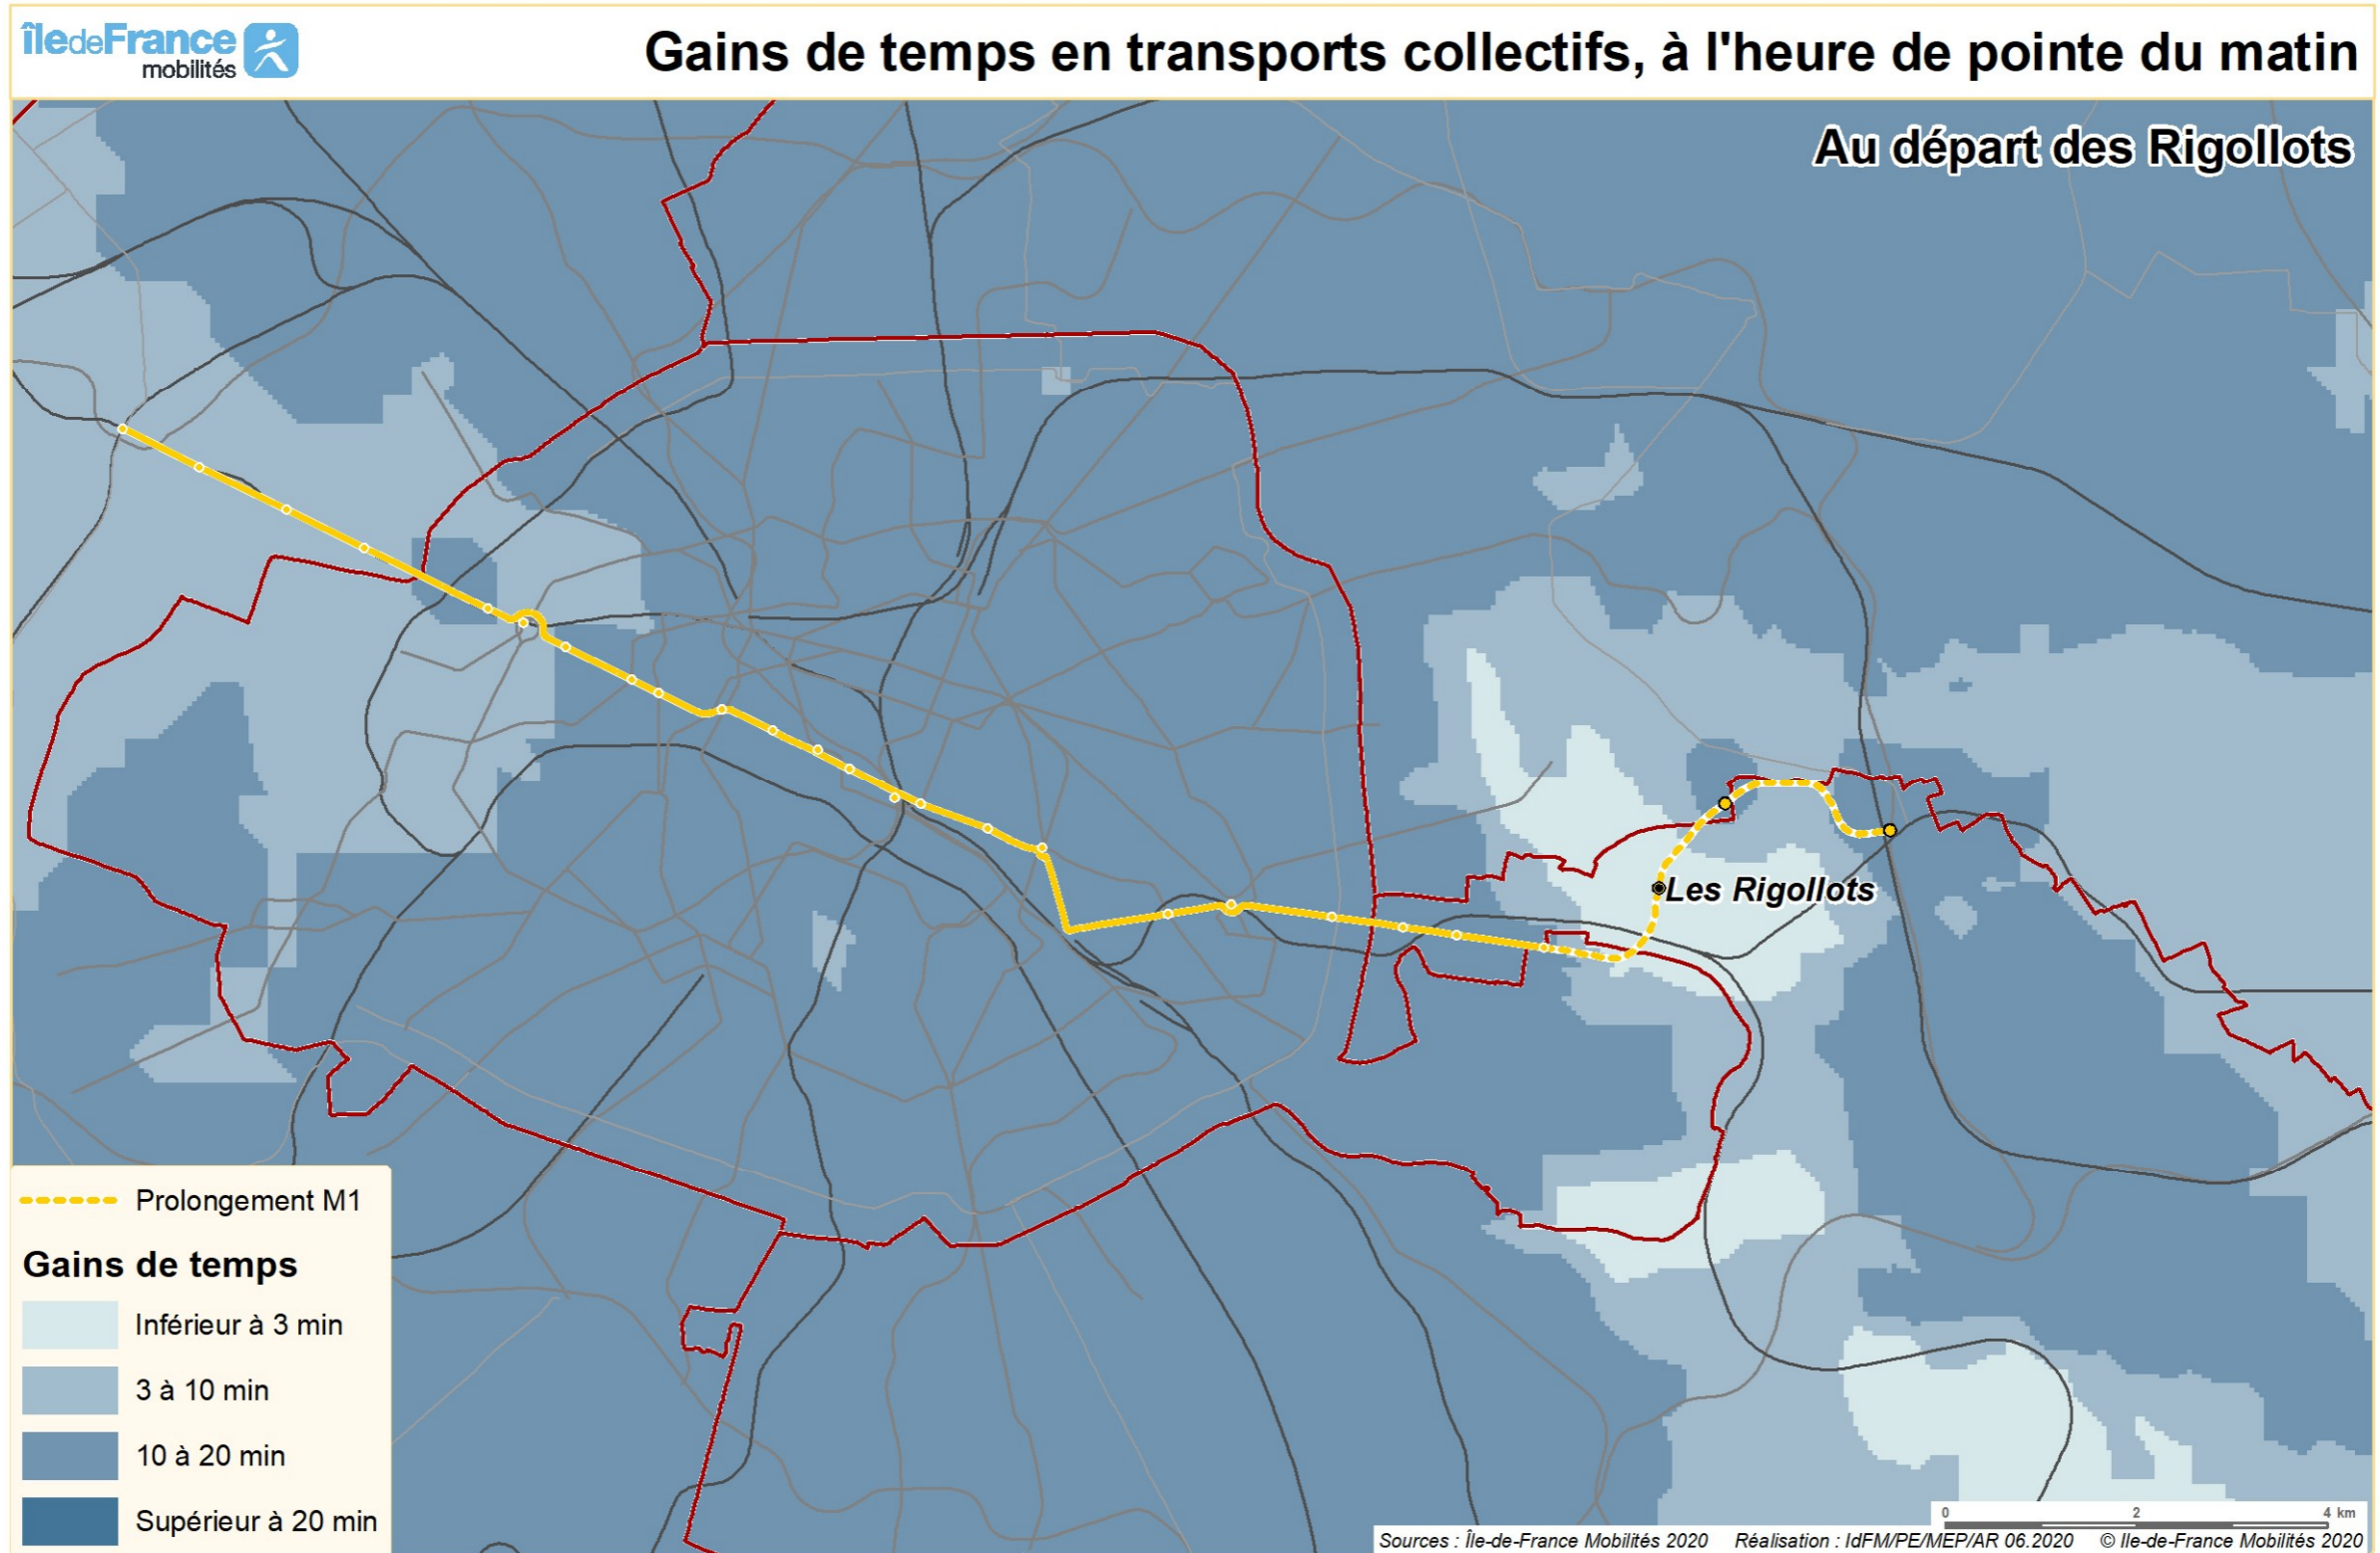 îledeFrance
mobilités
Gains de temps en transports collectifs, à l'heure de pointe du matin
Au départ des Rigollots
Les Rigollots
Prolongement M1
Gains de temps
Inférieur à 3 min
3 à 10 min
10 à 20 min
Supérieur à 20 min
0 2 4 km
Sources : Île-de-France Mobilités 2020 Réalisation : IdFM/PE/MEP/AR 06.2020 © Ile-de-France Mobilités 2020